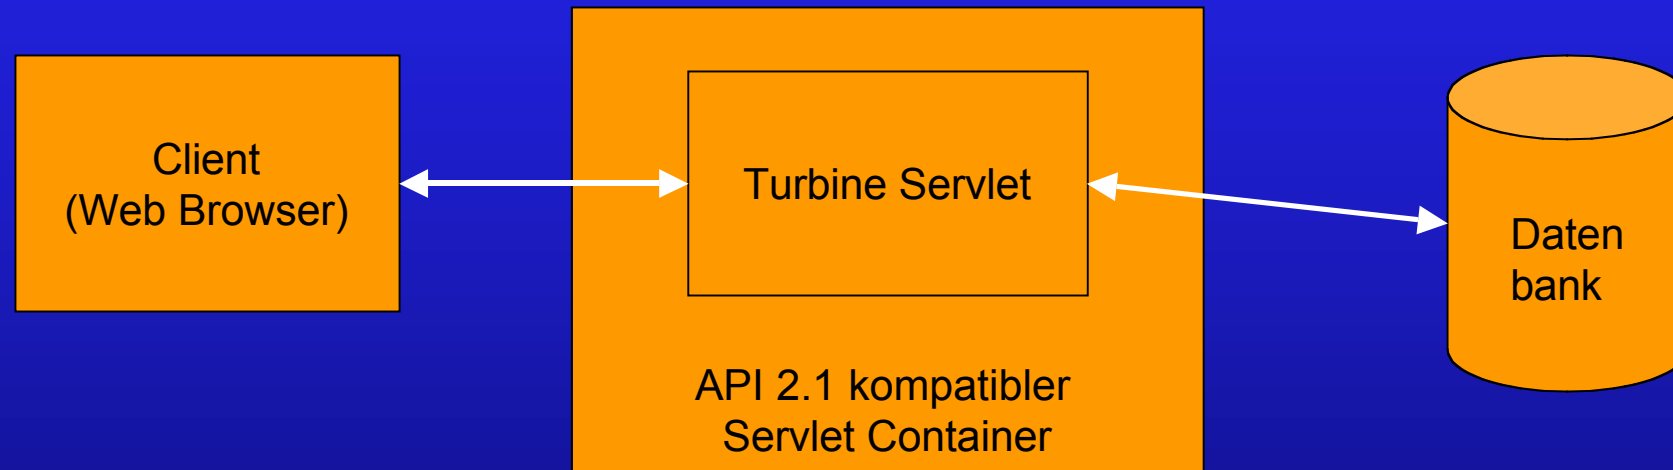 Client
(Web Browser)
Turbine Servlet
API 2.1 kompatibler
Servlet Container
Daten
bank